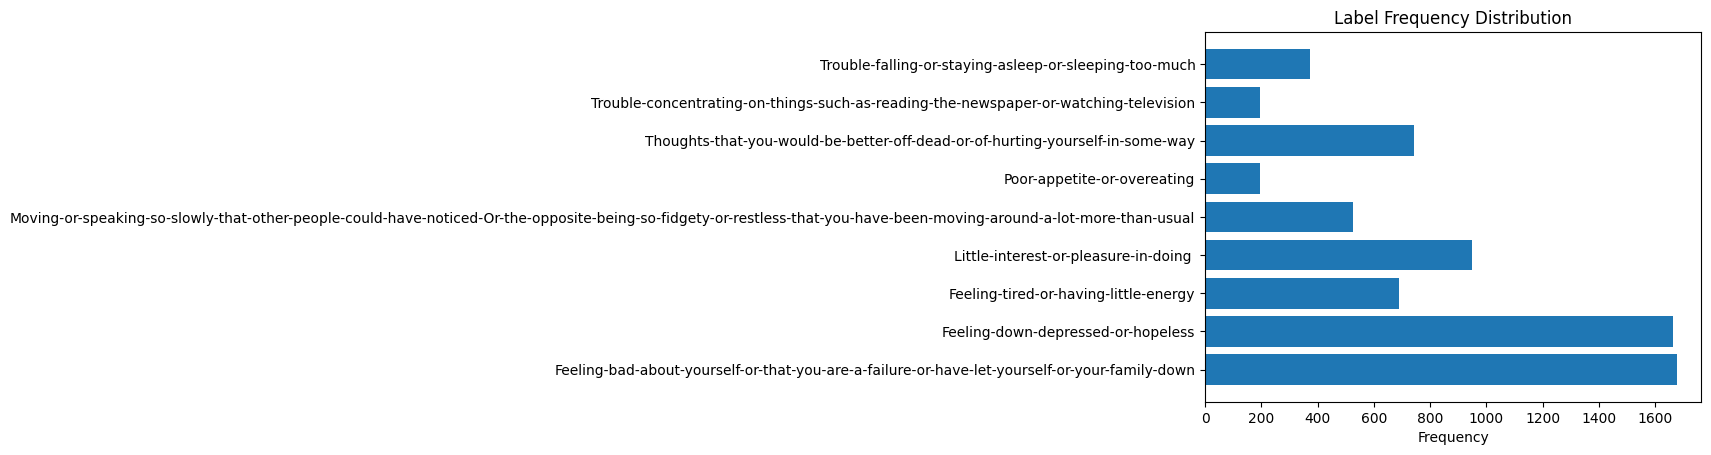 Label Frequency Distribution
Trouble-falling-or-staying-asleep-or-sleeping-too-much
Trouble-concentrating-on-things-such-as-reading-the-newspaper-or-watching-television
Thoughts-that-you-would-be-better-off-dead-or-of-hurting-yourself-in-some-way
Poor-appetite-or-overeating
Moving-or-speaking-so-slowly-that-other-people-could-have-noticed-Or-the-opposite-being-so-fidgety-or-restless-that-you-have-been-moving-around-a-lot-more-than-usual
Little-interest-or-pleasure-in-doing
Feeling-tired-or-having-little-energy
Feeling-down-depressed-or-hopeless
Feeling-bad-about-yourself-or-that-you-are-a-failure-or-have-let-yourself-or-your-family-down
0 200 400 600 800 1000 1200 1400 1600
Frequency